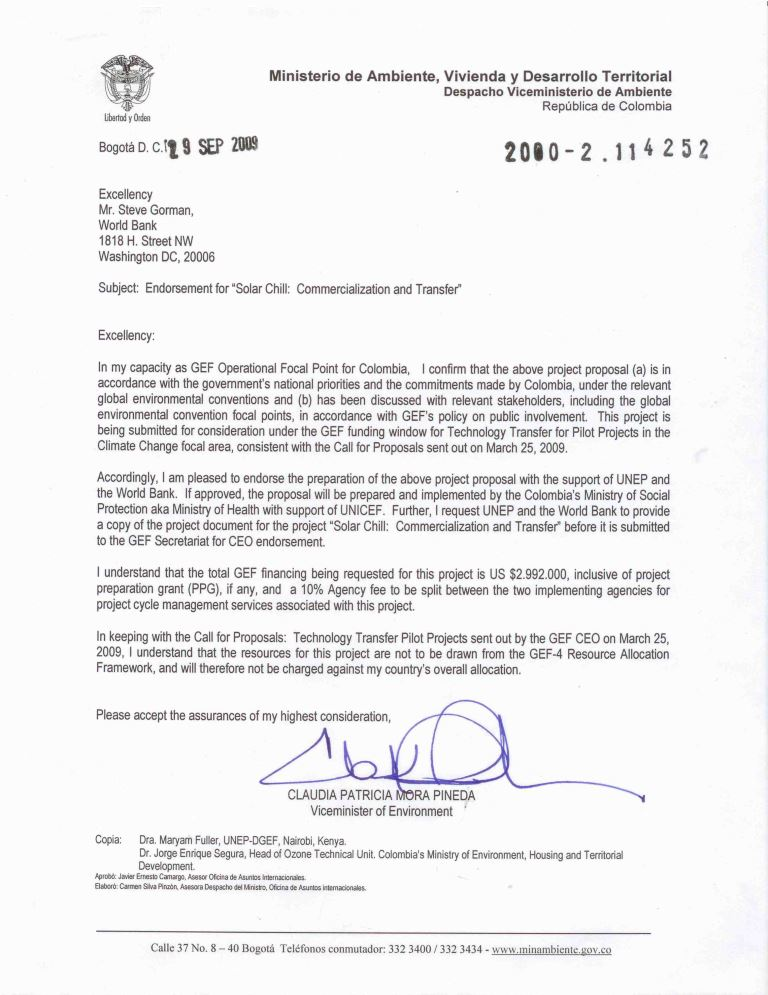 Libertad y Orden
Ministerio de Ambiente, Vivienda y Desarrollo Territorial
Despacho Viceministerio de Ambiente
República de Colombia
Bogotá D. C. 29 SEP 2009
2000-2.114252
Excellency
Mr. Steve Gorman,
World Bank
1818 H. Street NW
Washington DC, 20006
Subject: Endorsement for "Solar Chill: Commercialization and Transfer"
Excellency:
In my capacity as GEF Operational Focal Point for Colombia, I confirm that the above project proposal (a) is in
accordance with the government's national priorities and the commitments made by Colombia, under the relevant
global environmental conventions and (b) has been discussed with relevant stakeholders, including the global
environmental convention focal points, in accordance with GEF's policy on public involvement. This project is
being submitted for consideration under the GEF funding window for Technology Transfer for Pilot Projects in the
Climate Change focal area, consistent with the Call for Proposals sent out on March 25, 2009.
Accordingly, I am pleased to endorse the preparation of the above project proposal with the support of UNEP and
the World Bank. If approved, the proposal will be prepared and implemented by the Colombia's Ministry of Social
Protection aka Ministry of Health with support of UNICEF. Further, I request UNEP and the World Bank to provide
a copy of the project document for the project "Solar Chill: Commercialization and Transfer" before it is submitted
to the GEF Secretariat for CEO endorsement.
I understand that the total GEF financing being requested for this project is US $2.992.000, inclusive of project
preparation grant (PPG), if any, and a 10% Agency fee to be split between the two implementing agencies for
project cycle management services associated with this project.
In keeping with the Call for Proposals: Technology Transfer Pilot Projects sent out by the GEF CEO on March 25,
2009, I understand that the resources for this project are not to be drawn from the GEF-4 Resource Allocation
Framework, and will therefore not be charged against my country's overall allocation.
Please accept the assurances of my highest consideration,
CLAUDIA PATRICIA MORA PINEDA
Viceminister of Environment
Copia: Dra. Maryam Fuller, UNEP-DGEF, Nairobi, Kenya.
Dr. Jorge Enrique Segura, Head of Ozone Technical Unit. Colombia's Ministry of Environment, Housing and Territorial
Development.
Aprobó: Javier Ernesto Camargo, Asesor Oficina de Asuntos Internacionales.
Elaboró: Carmen Silva Pinzón, Asesora Despacho del Ministro, Oficina de Asuntos internacionales.
Calle 37 No. 8 – 40 Bogotá Teléfonos conmutador: 332 3400 / 332 3434 - www.minambiente.gov.co